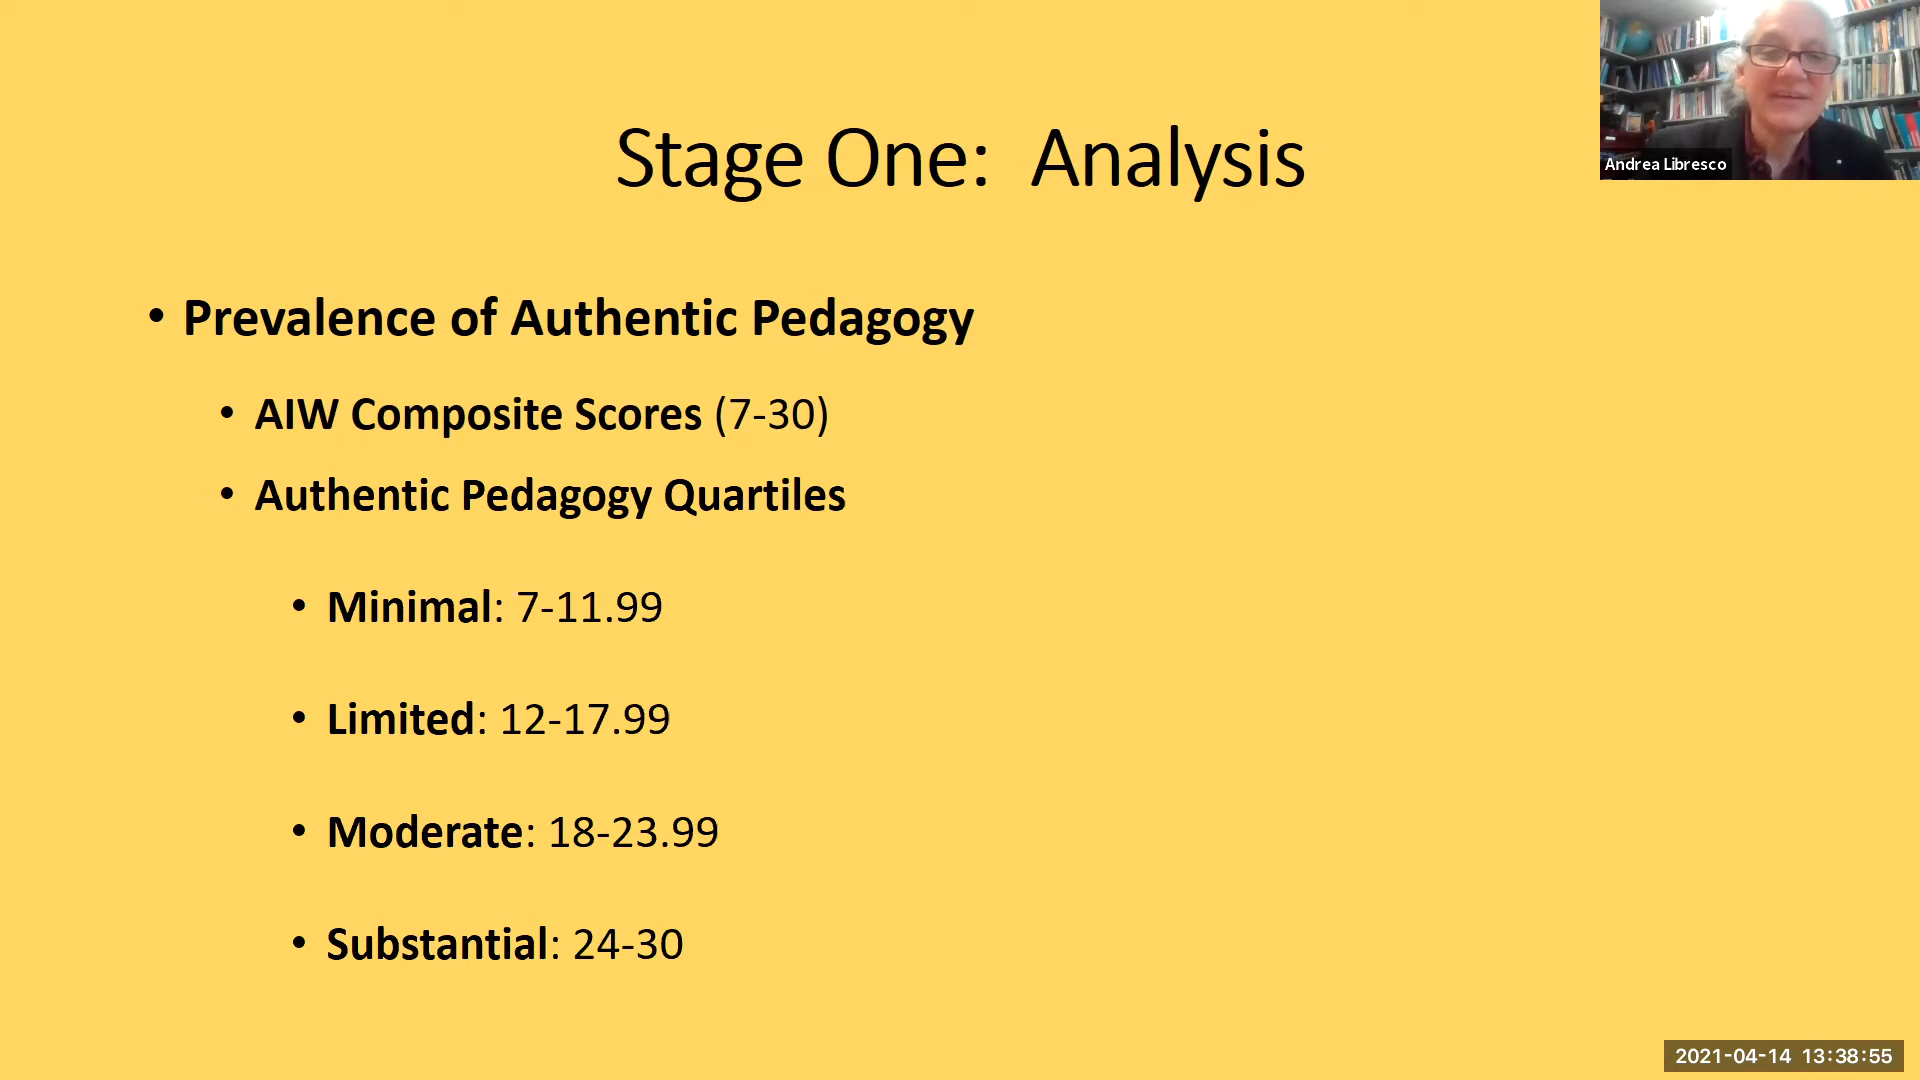 Stage One:  Analysis
• Prevalence of Authentic Pedagogy
• AIW Composite Scores (7-30)
• Authentic Pedagogy Quartiles
• Minimal: 7-11.99
• Limited: 12-17.99
• Moderate: 18-23.99
• Substantial: 24-30
Andrea Libresco
2021-04-14 13:38:55